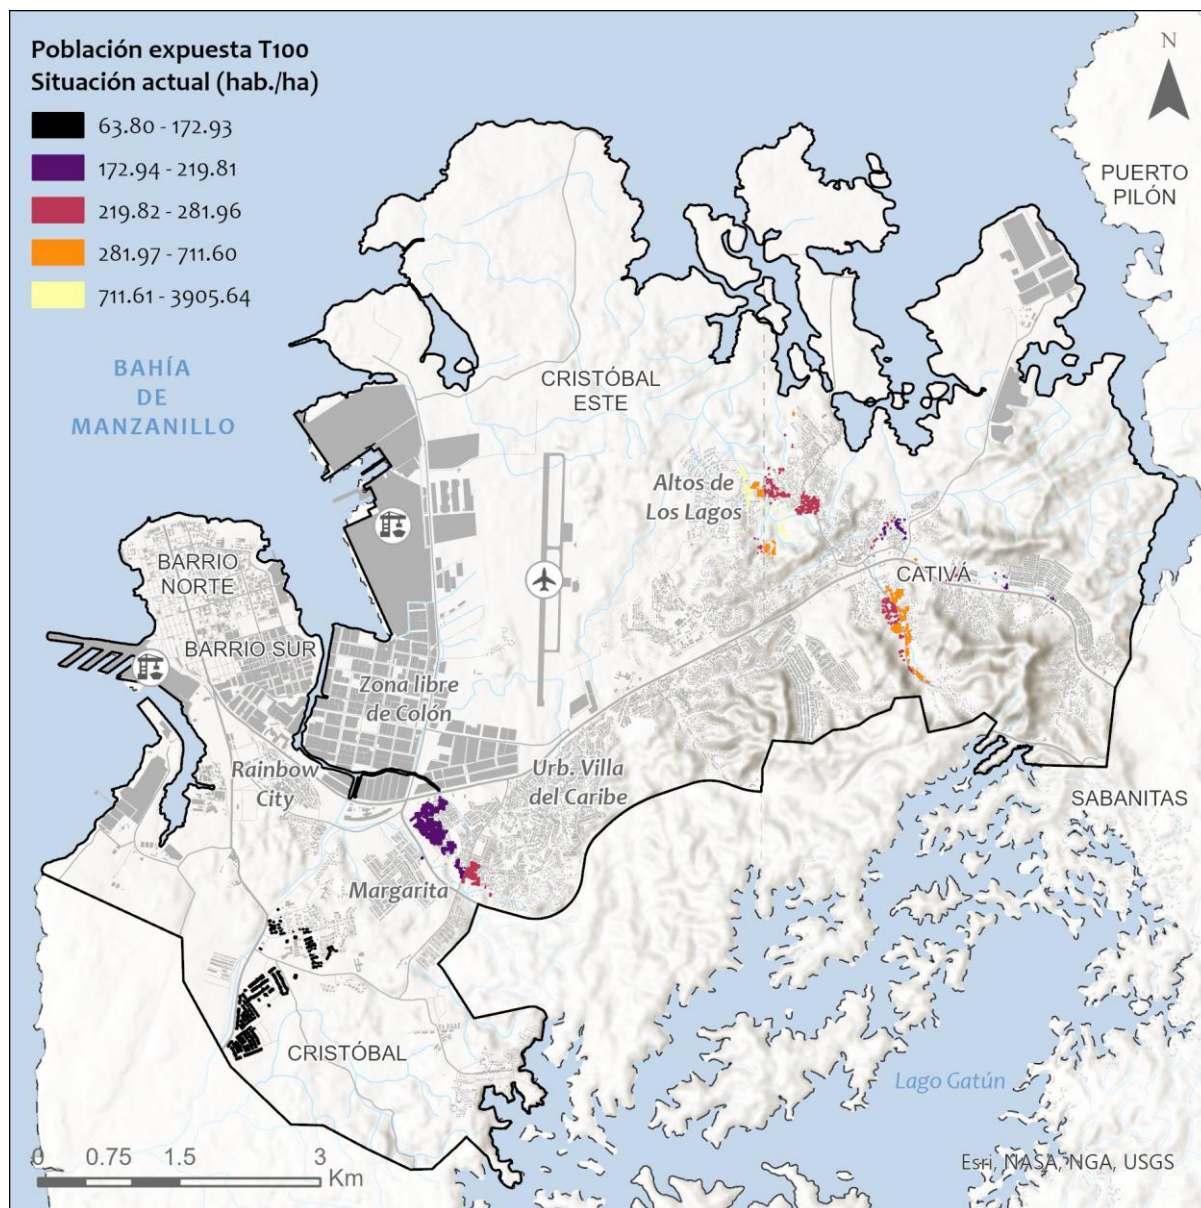 Población expuesta T100
Situación actual (hab./ha)
63.80 - 172.93
172.94 - 219.81
219.82 - 281.96
281.97 - 711.60
711.61 - 3905.64
N
PUERTO
PILÓN
BAHÍA
DE
MANZANILLO
CRISTÓBAL
ESTE
Altos de
Los Lagos
BARRIO
NORTE
CATIVÁ
BARRIO SUR
Zona libre
de Colón
Rainbow
City
Urb. Villa
del Caribe
SABANITAS
Margarita
CRISTÓBAL
Lago Gatún
0 0.75 1.5 3
Km
Esri, NASA, NGA, USGS